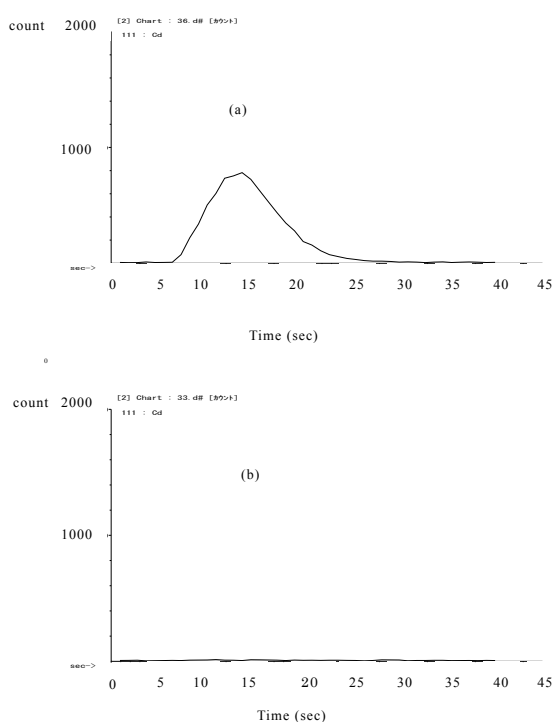 count 2000 [2] Chart : 36.d# [カウント]
111 : Cd
(a)
1000
sec->
0 5 10 15 20 25 30 35 40 45
Time (sec)
0
count 2000 [2] Chart : 33.d# [カウント]
111 : Cd
(b)
1000
sec->
0 5 10 15 20 25 30 35 40 45
Time (sec)